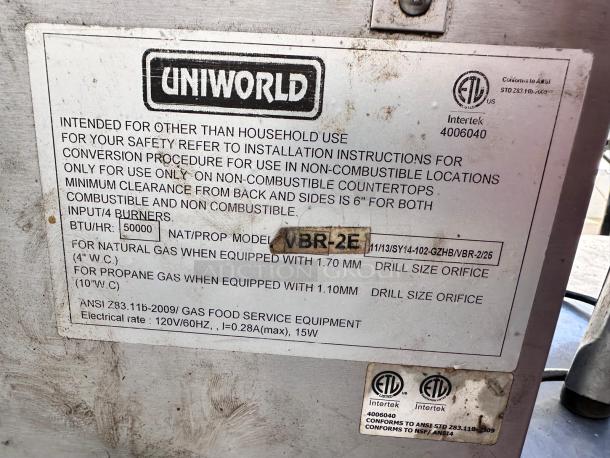 UNIWORLD
Conforms to ANSI
STD Z83.11b-2009
ETL
US
Intertek
4006040
INTENDED FOR OTHER THAN HOUSEHOLD USE
FOR YOUR SAFETY REFER TO INSTALLATION INSTRUCTIONS FOR
CONVERSION PROCEDURE FOR USE IN NON-COMBUSTIBLE LOCATIONS
ONLY FOR USE ONLY ON NON-COMBUSTIBLE COUNTERTOPS
MINIMUM CLEARANCE FROM BACK AND SIDES IS 6" FOR BOTH
COMBUSTIBLE AND NON COMBUSTIBLE.
INPUT/4 BURNERS
BTU/HR: 50000 NAT/PROP MODEL VBR-2E 11/13/SY14-102-GZHB/VBR-2/25
FOR NATURAL GAS WHEN EQUIPPED WITH 1.70 MM DRILL SIZE ORIFICE
(4" W.C.)
FOR PROPANE GAS WHEN EQUIPPED WITH 1.10MM DRILL SIZE ORIFICE
(10"W.C)
ANSI Z83.11b-2009/ GAS FOOD SERVICE EQUIPMENT
Electrical rate : 120V/60HZ, , I=0.28A(max), 15W
ETL ETL
Intertek Intertek
4006040
CONFORMS TO ANSI STD Z83.11B-2009
CONFORMS TO NSF/ ANSI4